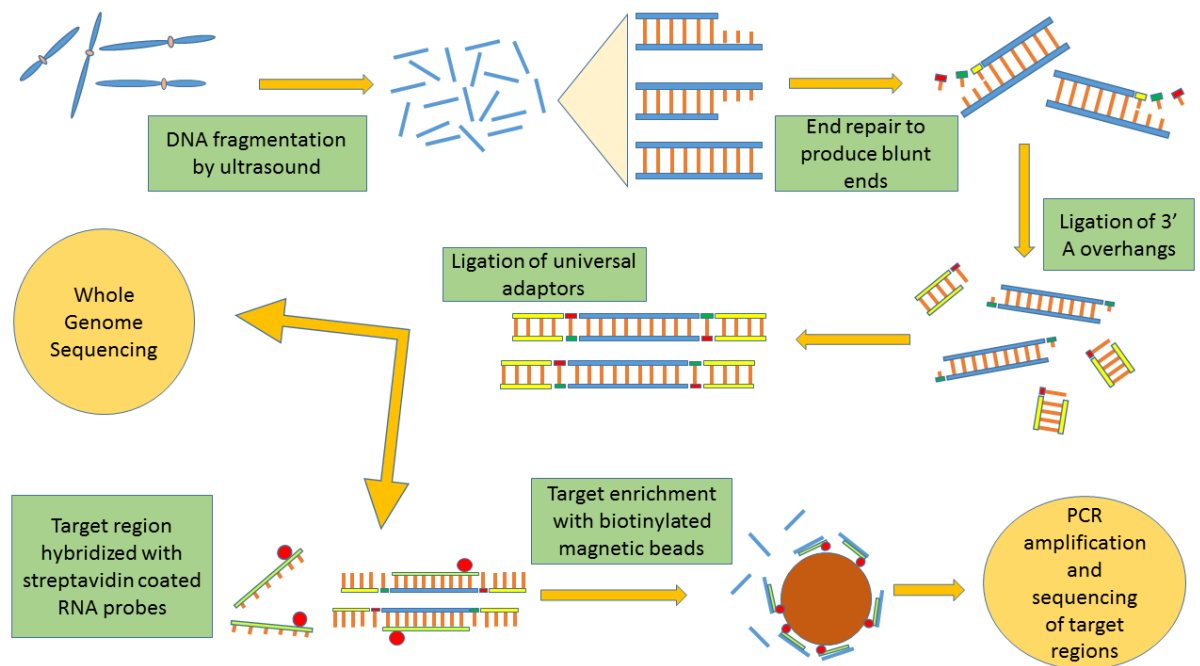 DNA fragmentation
by ultrasound
End repair to
produce blunt
ends
Ligation of 3’
A overhangs
Ligation of universal
adaptors
Whole
Genome
Sequencing
Target region
hybridized with
streptavidin coated
RNA probes
Target enrichment
with biotinylated
magnetic beads
PCR
amplification
and
sequencing
of target
regions